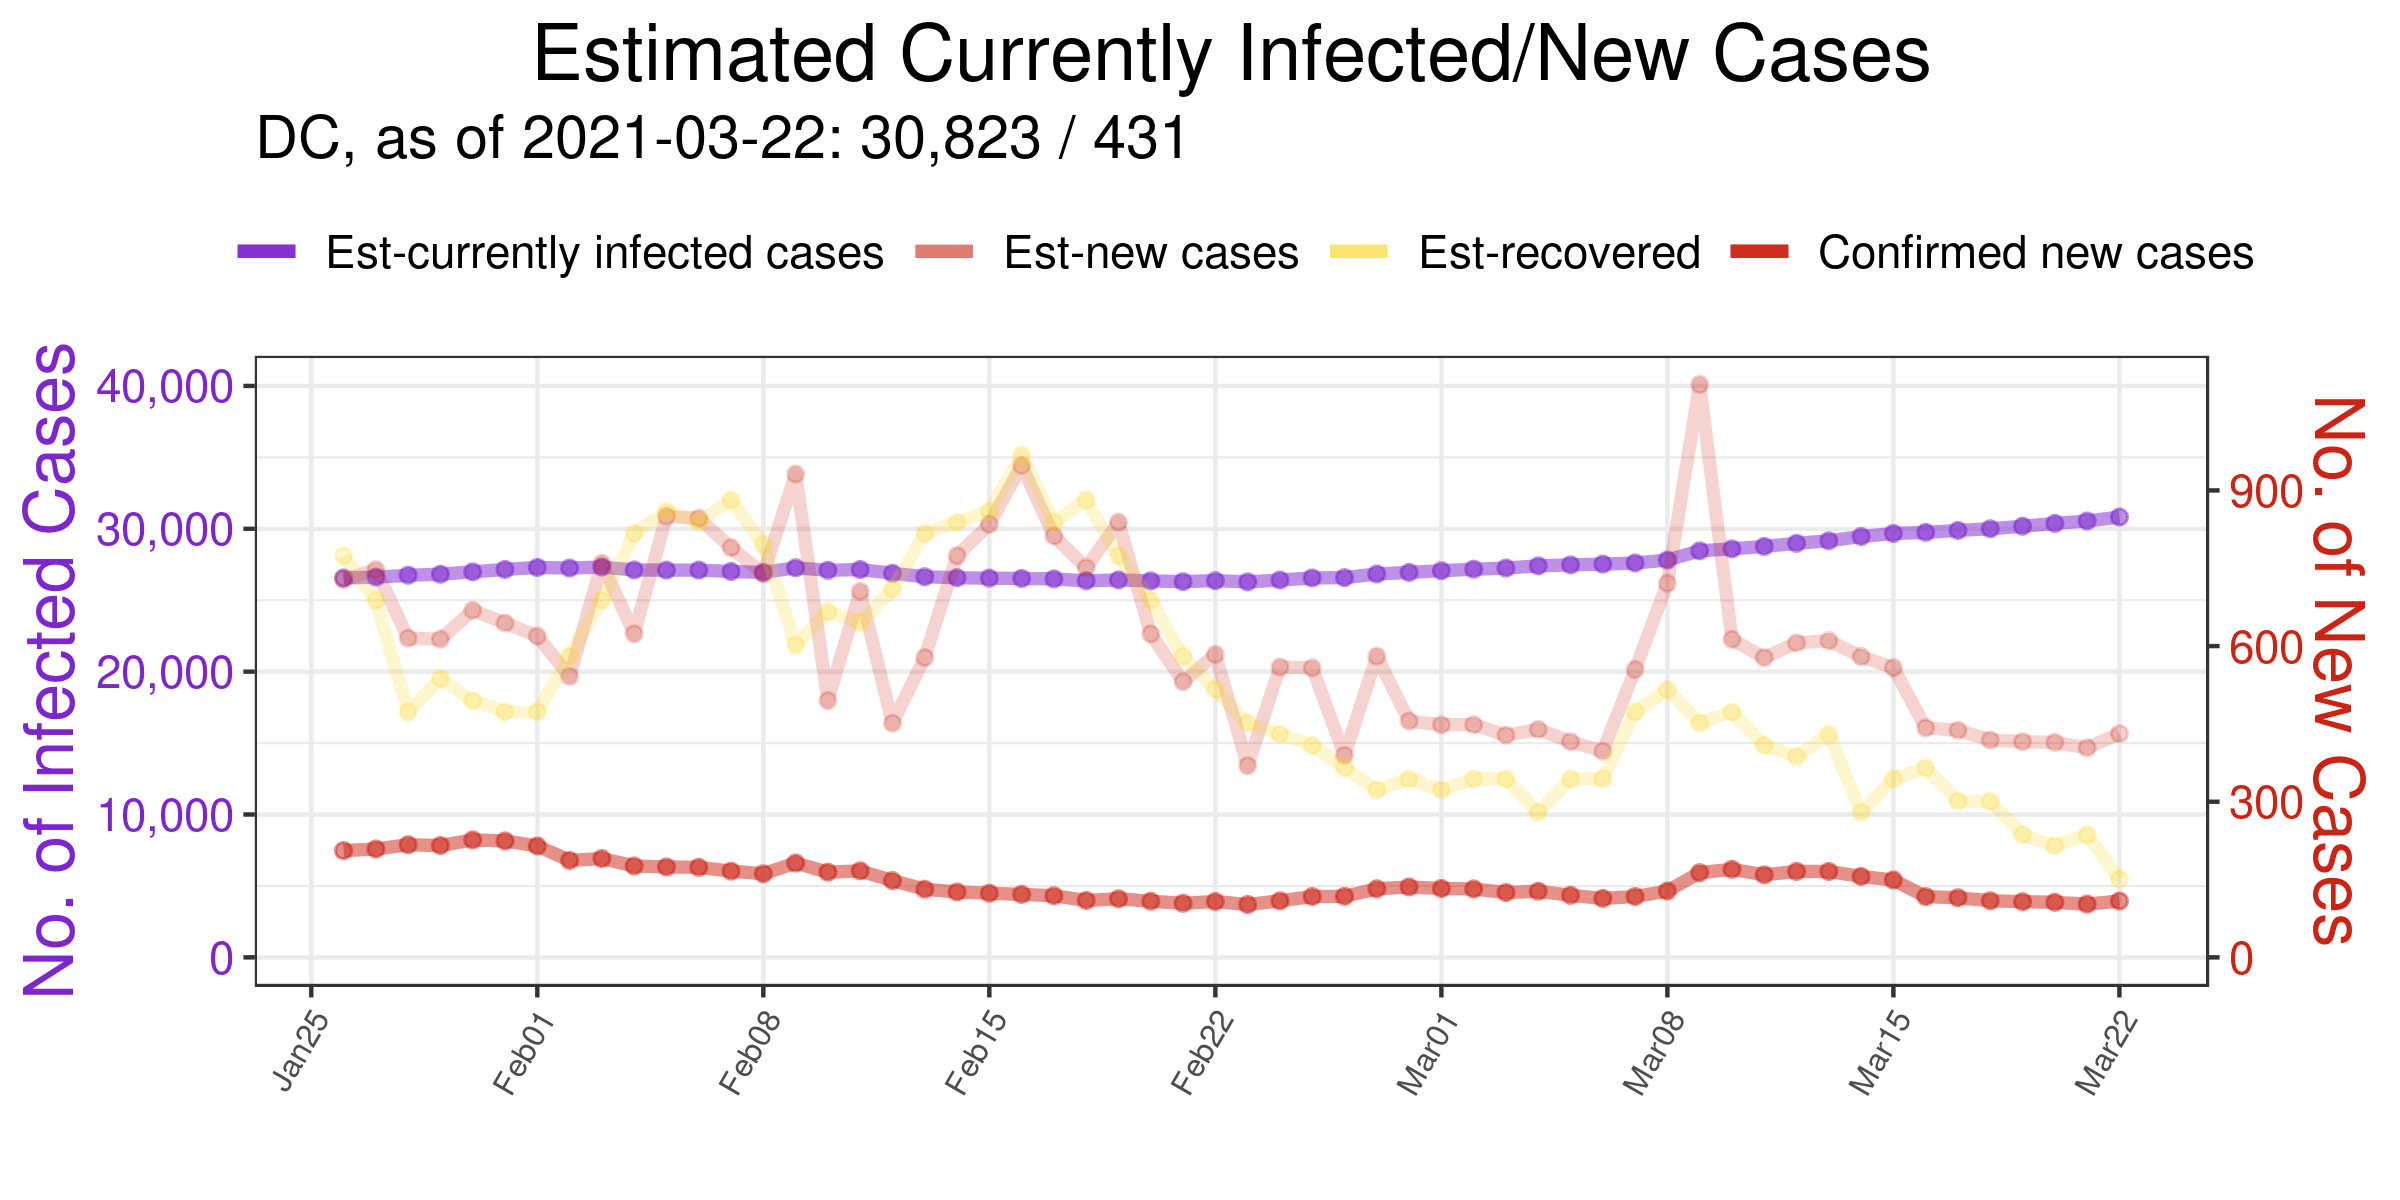 Estimated Currently Infected/New Cases
DC, as of 2021-03-22: 30,823 / 431
Est-currently infected cases Est-new cases Est-recovered Confirmed new cases
No. of Infected Cases
40,000
30,000
20,000
10,000
0
900
600
300
0
No. of New Cases
Jan25 Feb01 Feb08 Feb15 Feb22 Mar01 Mar08 Mar15 Mar22